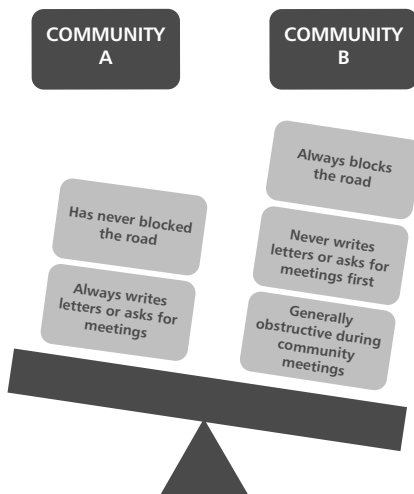 COMMUNITY
A
COMMUNITY
B
Has never blocked
the road
Always writes
letters or asks for
meetings
Always blocks
the road
Never writes
letters or asks for
meetings first
Generally
obstructive during
community
meetings